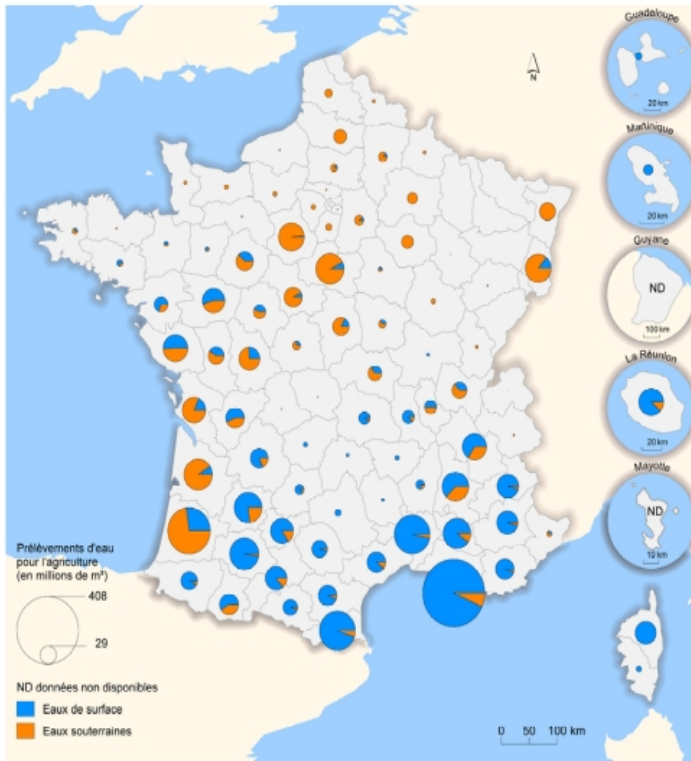 Guadeloupe
20 km
N
Martinique
20 km
Guyane
ND
100 km
La Réunion
20 km
Mayotte
ND
10 km
Prélèvements d'eau
pour l'agriculture
(en millions de m³)
408
29
ND données non disponibles
Eaux de surface
Eaux souterraines
0 50 100 km